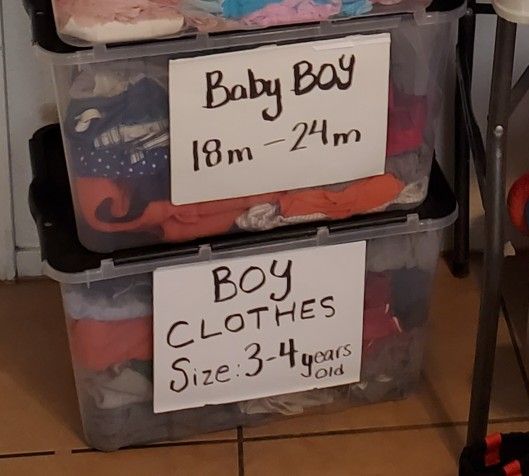 Baby BOY
18m - 24m
BOY
CLOTHES
Size: 3-4 years
old